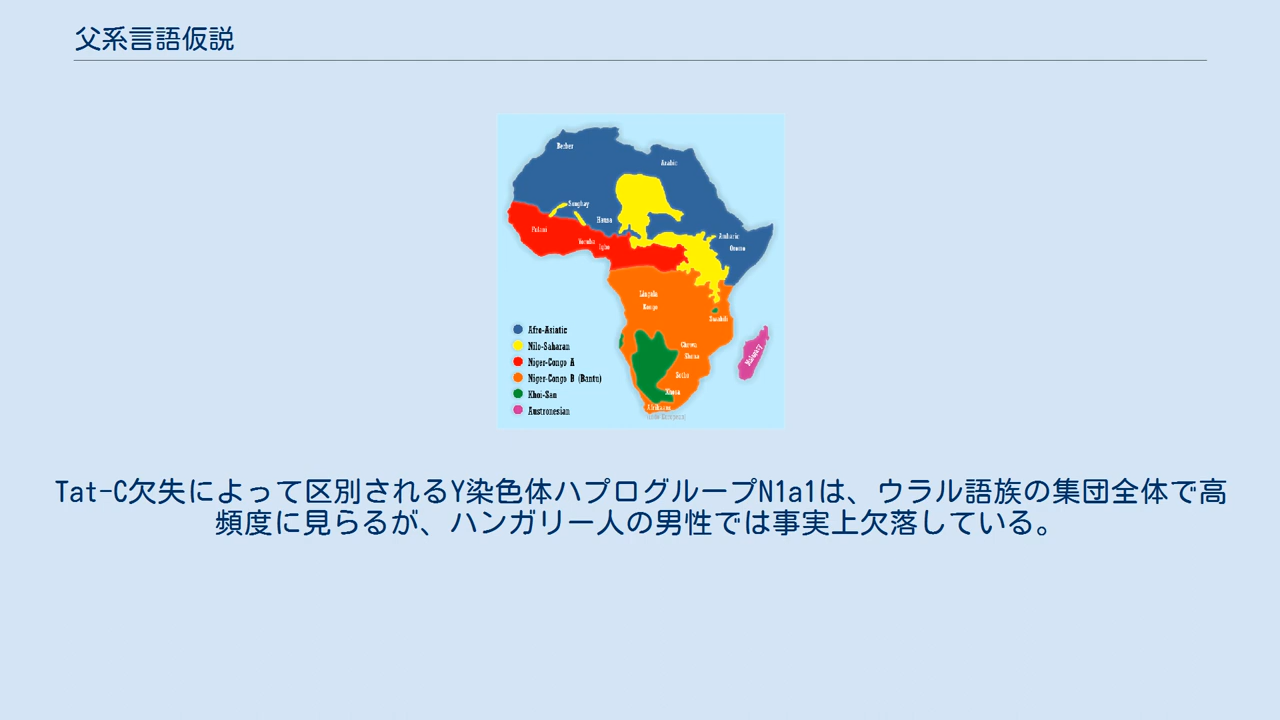 父系言語仮説
Berber
Arabic
Songhay
Hausa
Fulani
Yoruba
Igbo
Amharic
Oromo
Lingala
Kongo
Swahili
Chewa
Shona
Sotho
Xhosa
Afrikaans
Malagasy
Afro-Asiatic
Nilo-Saharan
Niger-Congo A
Niger-Congo B (Bantu)
Khoi-San
Austronesian
Tat-C欠失によって区別されるY染色体ハプログループN1a1は、ウラル語族の集団全体で高
頻度に見らるが、ハンガリー人の男性では事実上欠落している。